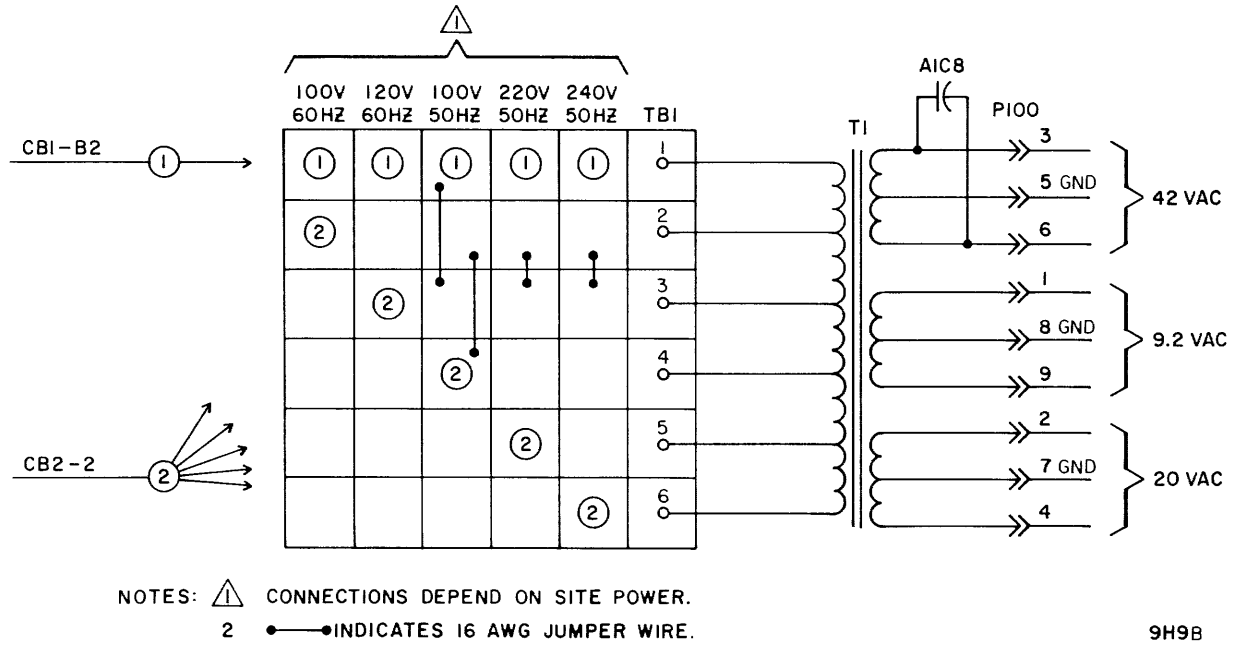 1
100V 120V 100V 220V 240V
60HZ 60HZ 50HZ 50HZ 50HZ TB1
CB1-B2 1
1 1 1 1 1 1
2 2
2 3
2 4
2 5
2 6
CB2-2 2
T1
A1C8
P100
3
5 GND
6
42 VAC
1
8 GND
9
9.2 VAC
2
7 GND
4
20 VAC
NOTES: 1 CONNECTIONS DEPEND ON SITE POWER.
2 INDICATES 16 AWG JUMPER WIRE.
9H9B